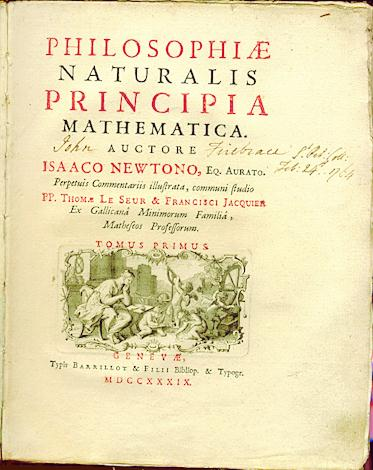 PHILOSOPHIÆ
NATURALIS
PRINCIPIA
MATHEMATICA.
John Firebrace
AUCTORE
ISAACO NEWTONO, EQ. AURATO.
Feb. 24. 1764
Perpetuis Commentariis illustrata, communi studio
PP. THOMÆ LE SEUR & FRANCISCI JACQUIER
Ex Gallicanâ Minimorum Familiâ,
Matheseos Professorum.
TOMUS PRIMUS
GENEVÆ,
Typis BARRILLOT & FILII Bibliop. & Typogr.
MDCCXXXIX.